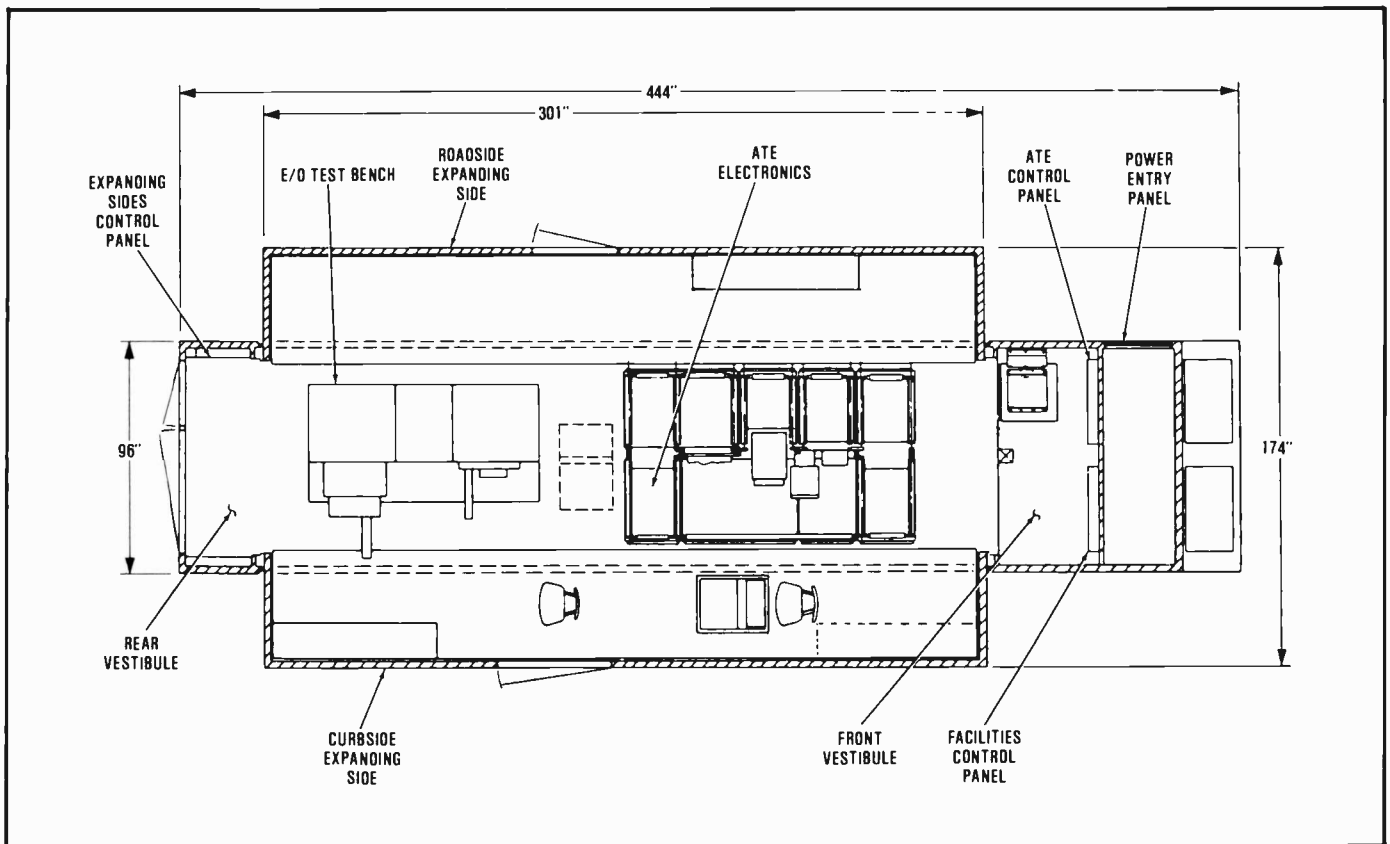 444"
301"
ROADSIDE
EXPANDING
SIDE
ATE
ELECTRONICS
ATE
CONTROL
PANEL
POWER
ENTRY
PANEL
E/O TEST BENCH
EXPANDING
SIDES
CONTROL
PANEL
96"
174"
REAR
VESTIBULE
CURBSIDE
EXPANDING
SIDE
FRONT
VESTIBULE
FACILITIES
CONTROL
PANEL